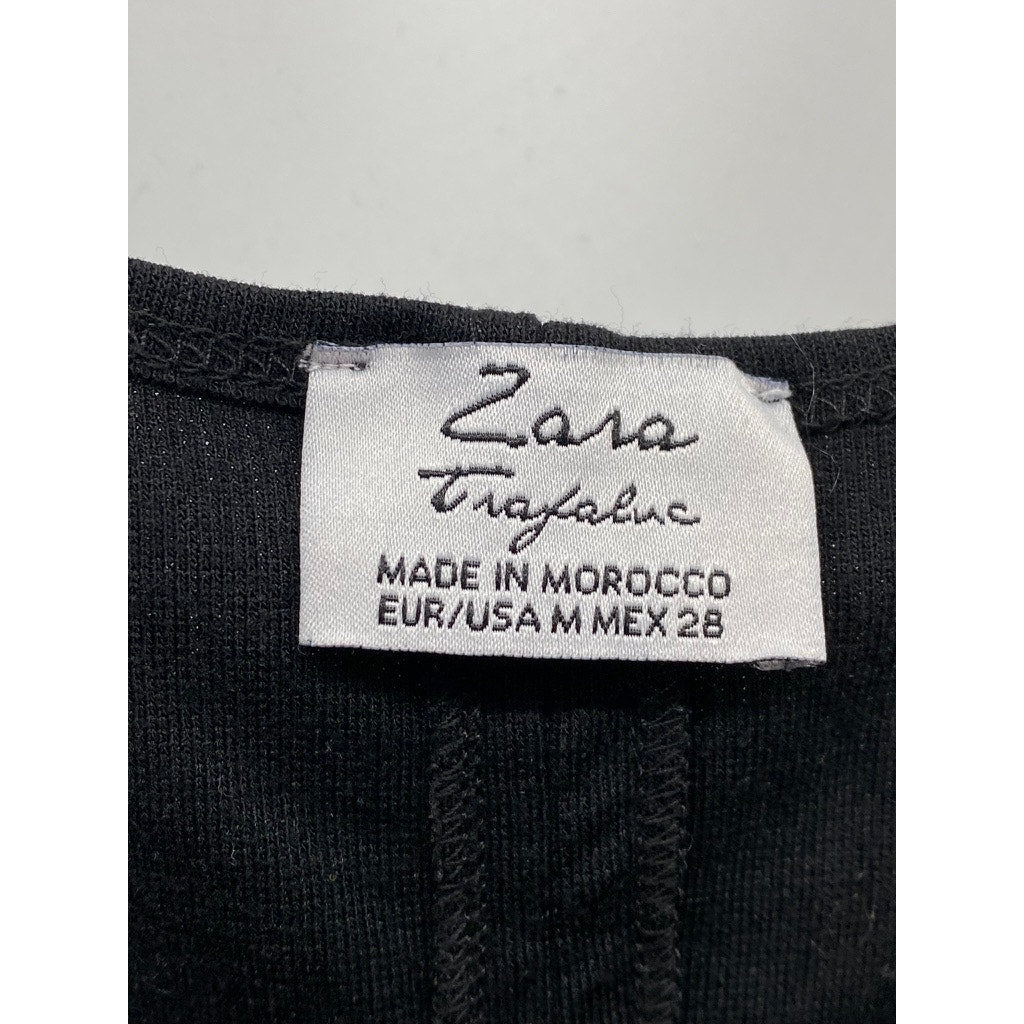 Zara
Trafaluc
MADE IN MOROCCO
EUR/USA M MEX 28